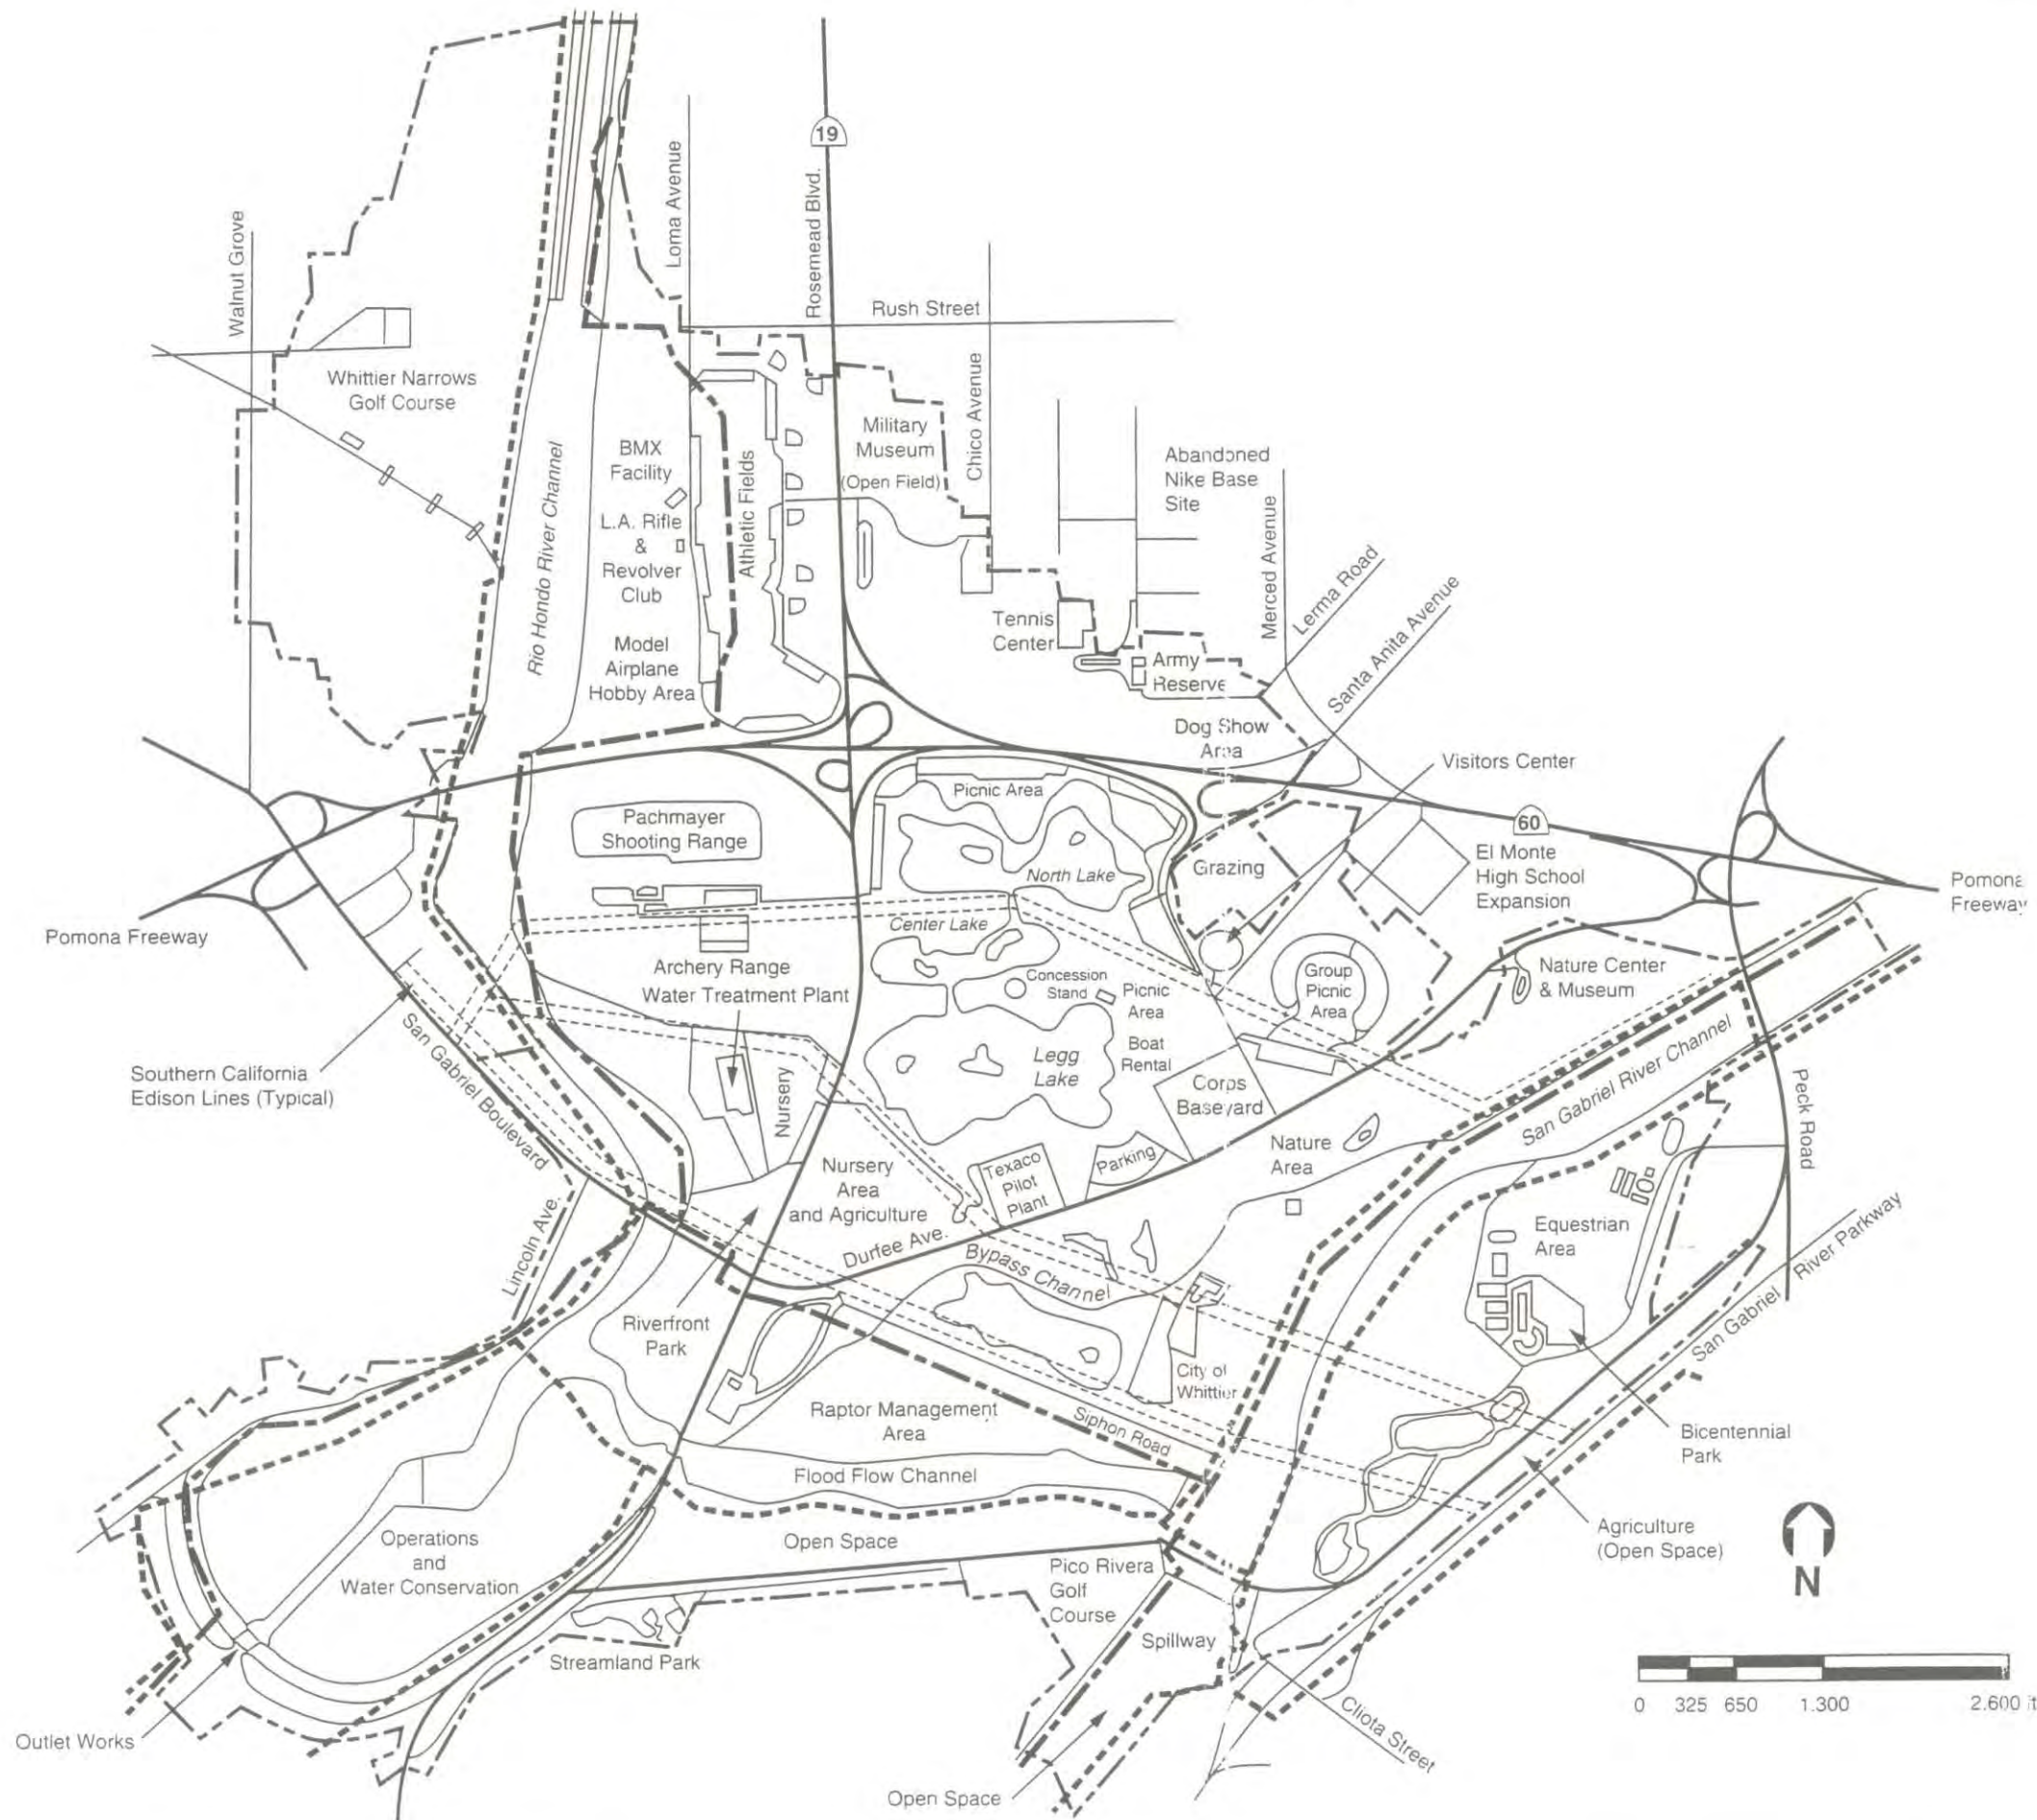 19
Loma Avenue
Rosemead Blvd.
Walnut Grove
Rush Street
Chico Avenue
Whittier Narrows
Golf Course
Rio Hondo River Channel
BMX
Facility
L.A. Rifle
&
Revolver
Club
Model
Airplane
Hobby Area
Athletic Fields
Military
Museum
(Open Field)
Abandoned
Nike Base
Site
Merced Avenue
Lerma Road
Santa Anita Avenue
Tennis
Center
Army
Reserve
Dog Show
Area
Visitors Center
Picnic Area
60
Pachmayer
Shooting Range
North Lake
Grazing
El Monte
High School
Expansion
Pomona
Freeway
Pomona Freeway
Center Lake
Archery Range
Water Treatment Plant
Concession
Stand
Picnic
Area
Group
Picnic
Area
Nature Center
& Museum
Southern California
Edison Lines (Typical)
San Gabriel Boulevard
Nursery
Legg
Lake
Boat
Rental
Corps
Baseyard
San Gabriel River Channel
Peck Road
Nursery
Area
and Agriculture
Texaco
Pilot
Plant
Parking
Nature
Area
Lincoln Ave.
Durfee Ave.
Bypass Channel
Equestrian
Area
San Gabriel River Parkway
Riverfront
Park
City of
Whittier
Raptor Management
Area
Siphon Road
Bicentennial
Park
Flood Flow Channel
Operations
and
Water Conservation
Open Space
Pico Rivera
Golf
Course
Agriculture
(Open Space)
N
Spillway
Streamland Park
Outlet Works
Cliota Street
Open Space
0 325 650 1.300 2.600 ft